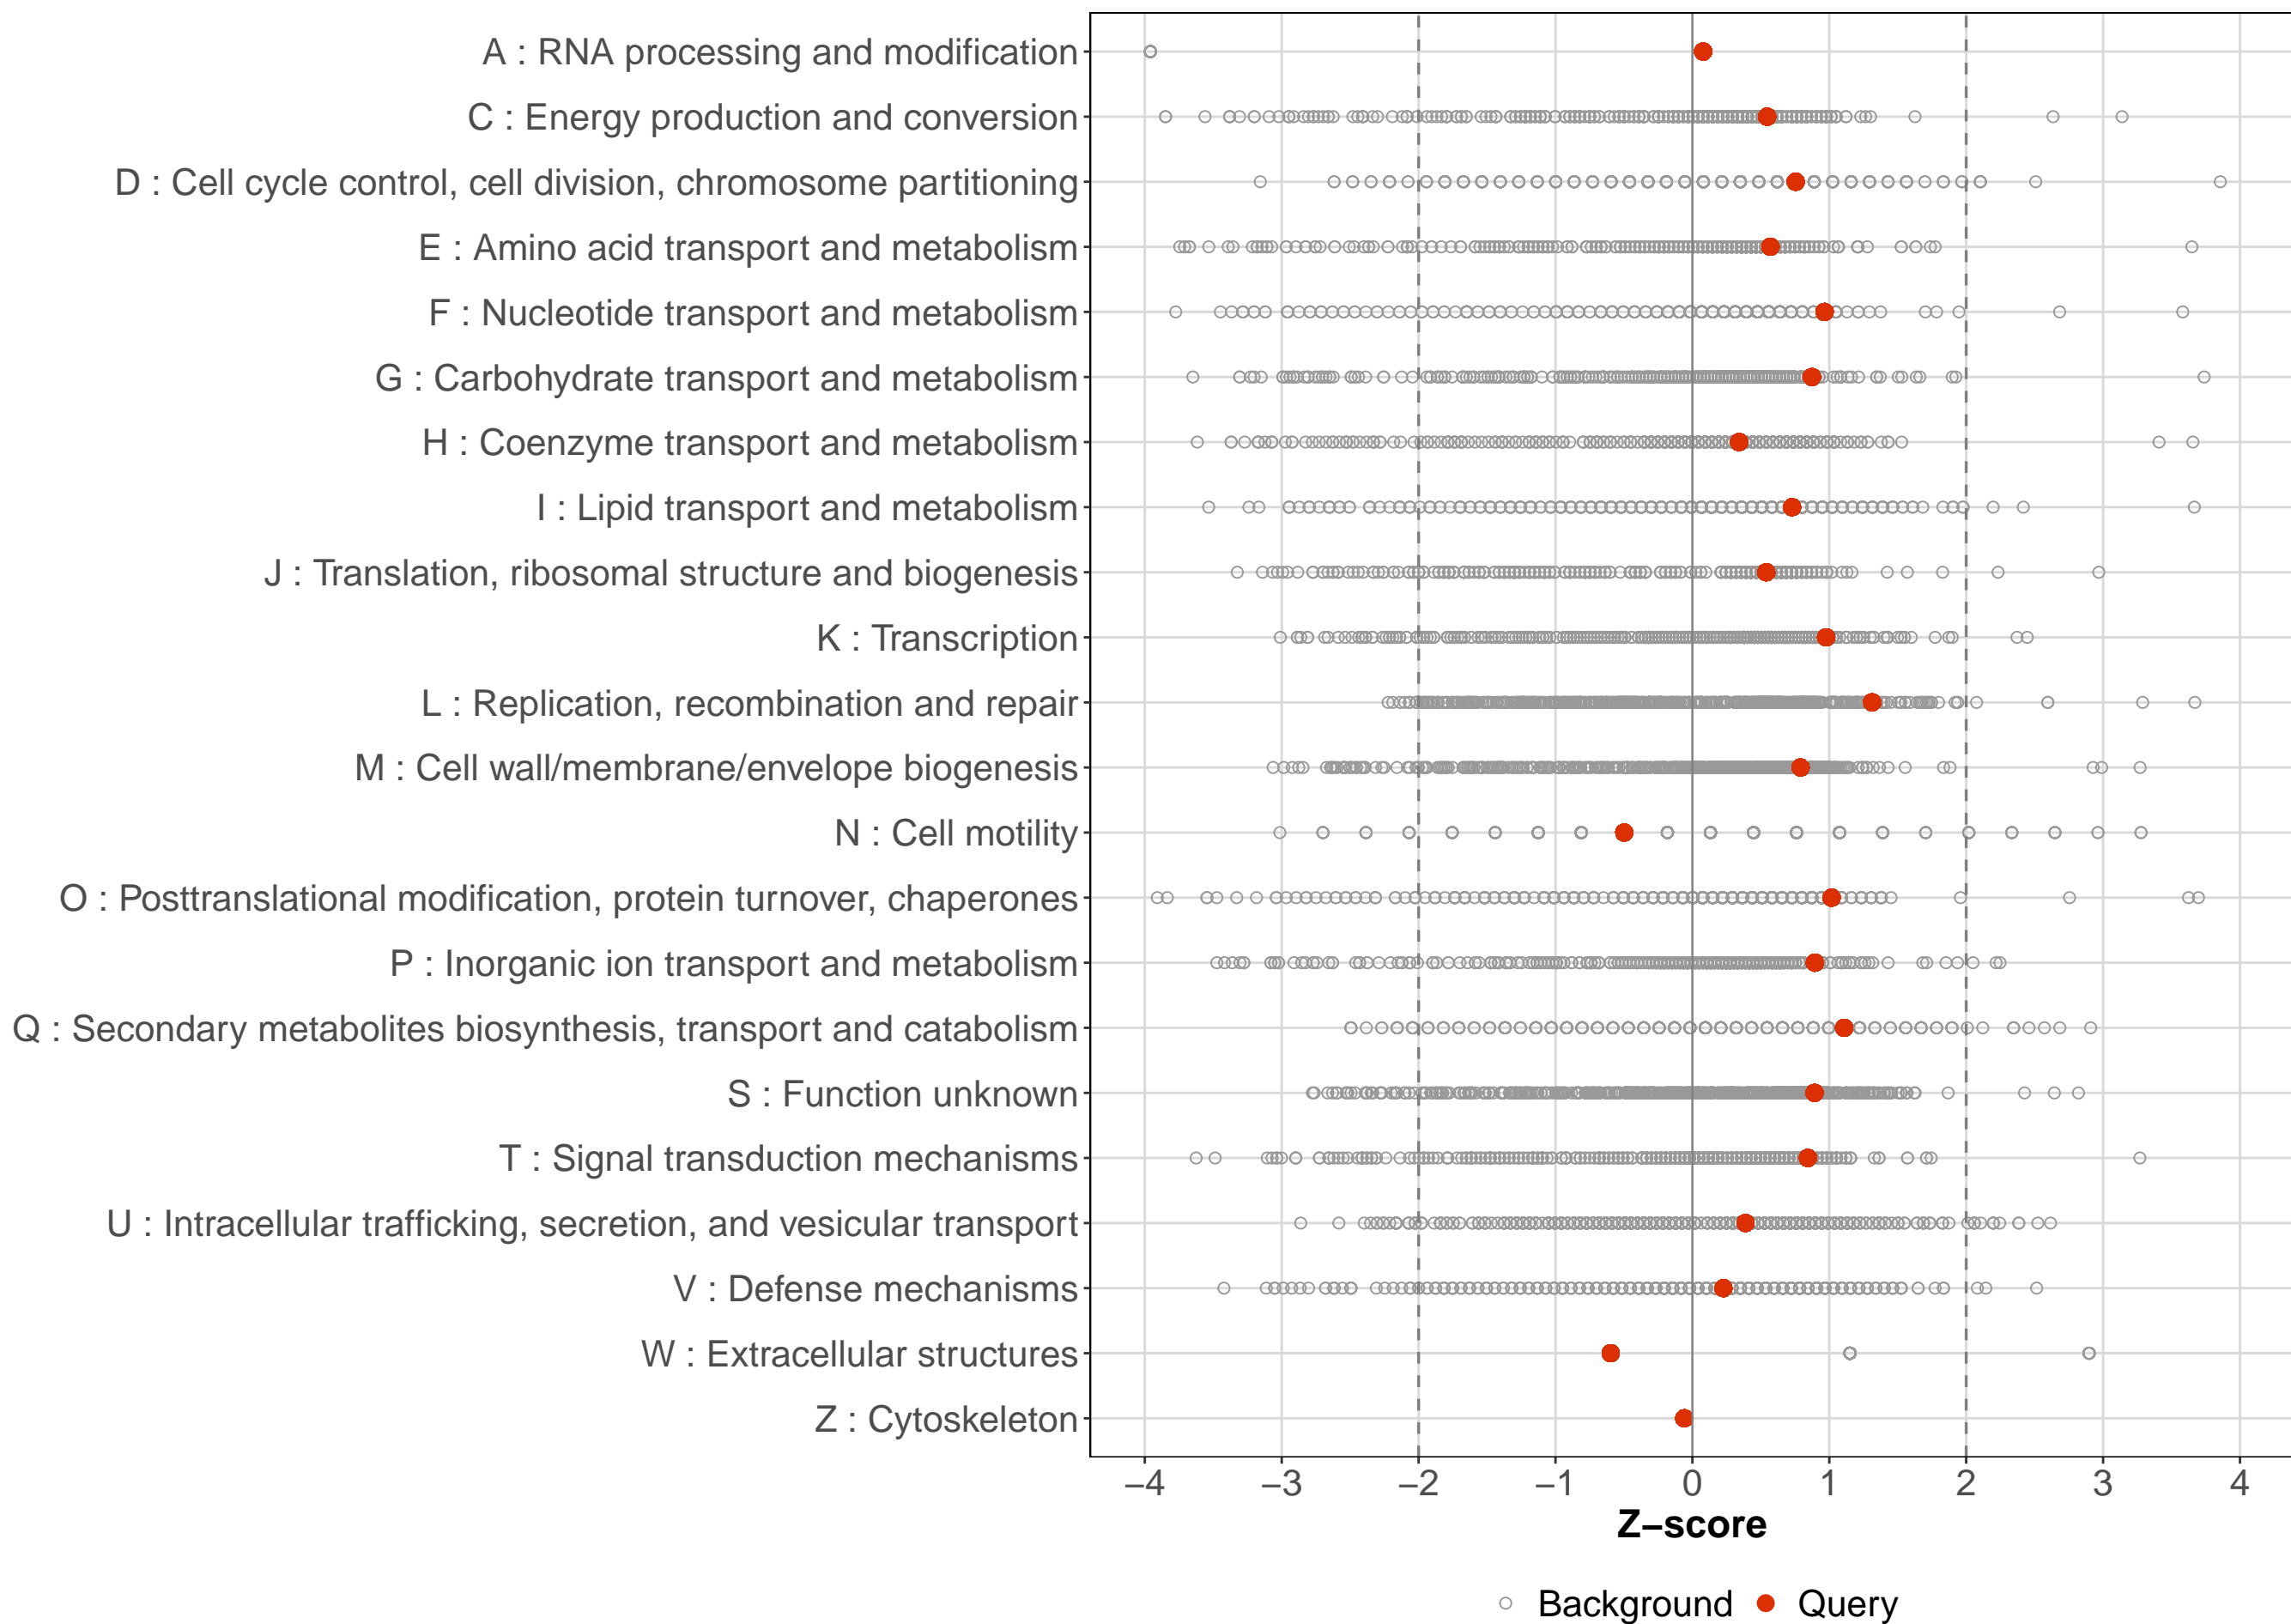 A : RNA processing and modification
C : Energy production and conversion
D : Cell cycle control, cell division, chromosome partitioning
E : Amino acid transport and metabolism
F : Nucleotide transport and metabolism
G : Carbohydrate transport and metabolism
H : Coenzyme transport and metabolism
I : Lipid transport and metabolism
J : Translation, ribosomal structure and biogenesis
K : Transcription
L : Replication, recombination and repair
M : Cell wall/membrane/envelope biogenesis
N : Cell motility
O : Posttranslational modification, protein turnover, chaperones
P : Inorganic ion transport and metabolism
Q : Secondary metabolites biosynthesis, transport and catabolism
S : Function unknown
T : Signal transduction mechanisms
U : Intracellular trafficking, secretion, and vesicular transport
V : Defense mechanisms
W : Extracellular structures
Z : Cytoskeleton
−4 −3 −2 −1 0 1 2 3 4
Z−score
Background Query